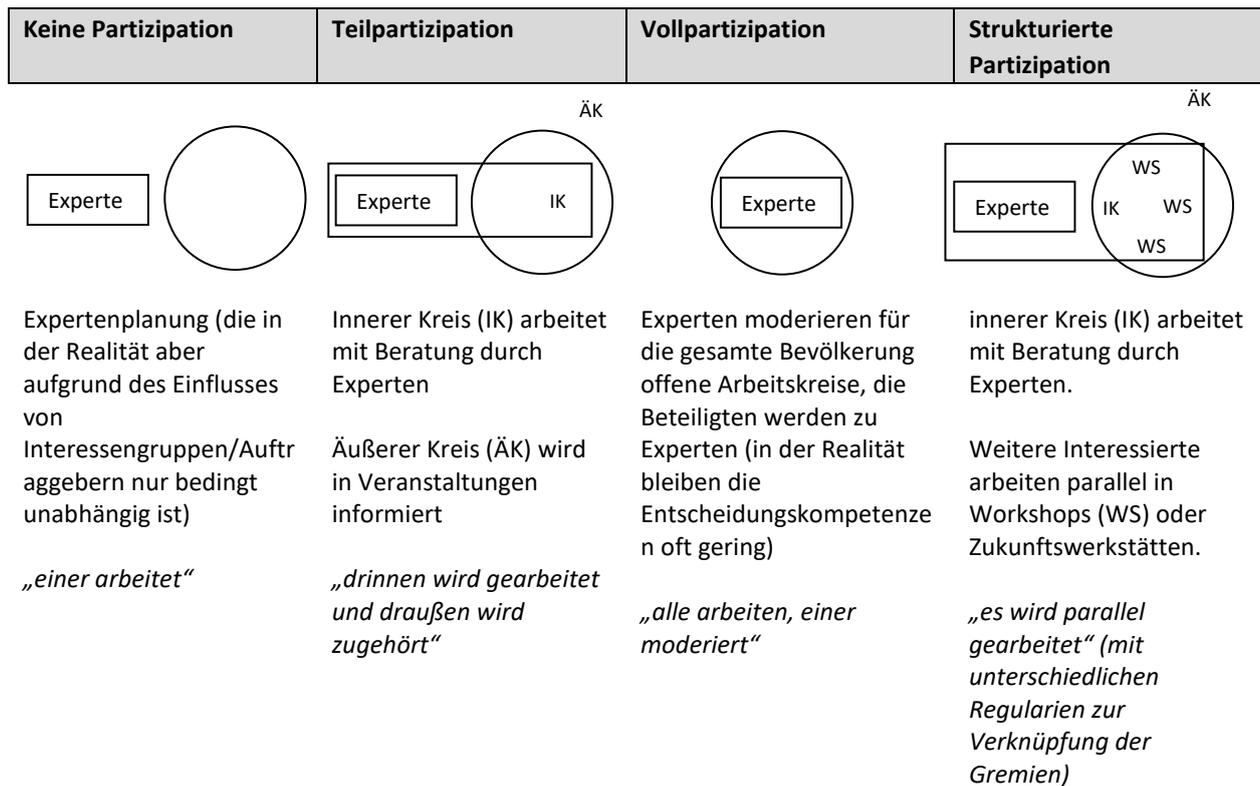 Keine Partizipation
Teilpartizipation
Vollpartizipation
Strukturierte
Partizipation
Experte
ÄK
Experte
IK
Experte
ÄK
Experte
WS
IK
WS
WS
Expertenplanung (die in
der Realität aber
aufgrund des Einflusses
von
Interessengruppen/Auftr
aggebern nur bedingt
unabhängig ist)
„einer arbeitet“
Innerer Kreis (IK) arbeitet
mit Beratung durch
Experten
Äußerer Kreis (ÄK) wird
in Veranstaltungen
informiert
„drinnen wird gearbeitet
und draußen wird
zugehört“
Experten moderieren für
die gesamte Bevölkerung
offene Arbeitskreise, die
Beteiligten werden zu
Experten (in der Realität
bleiben die
Entscheidungskompetenze
n oft gering)
„alle arbeiten, einer
moderiert“
innerer Kreis (IK) arbeitet
mit Beratung durch
Experten.
Weitere Interessierte
arbeiten parallel in
Workshops (WS) oder
Zukunftswerkstätten.
„es wird parallel
gearbeitet“ (mit
unterschiedlichen
Regularien zur
Verknüpfung der
Gremien)